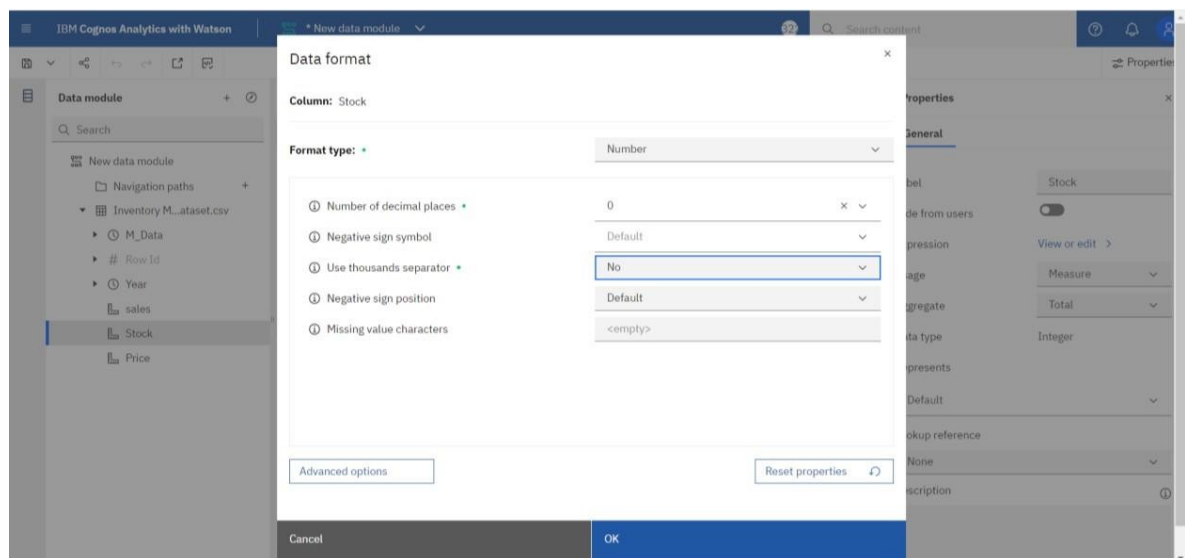 IBM Cognos Analytics with Watson
* New data module
Search content
Properties
Data module
Search
New data module
Navigation paths
Inventory M...ataset.csv
M_Data
# Row Id
Year
sales
Stock
Price
Data format
Column: Stock
Format type:
Number
Number of decimal places
0
Negative sign symbol
Default
Use thousands separator
No
Negative sign position
Default
Missing value characters
<empty>
Advanced options
Reset properties
Cancel
OK
Properties
General
bel
Stock
de from users
pression
View or edit
age
Measure
gregate
Total
ta type
Integer
presents
Default
okup reference
None
scription